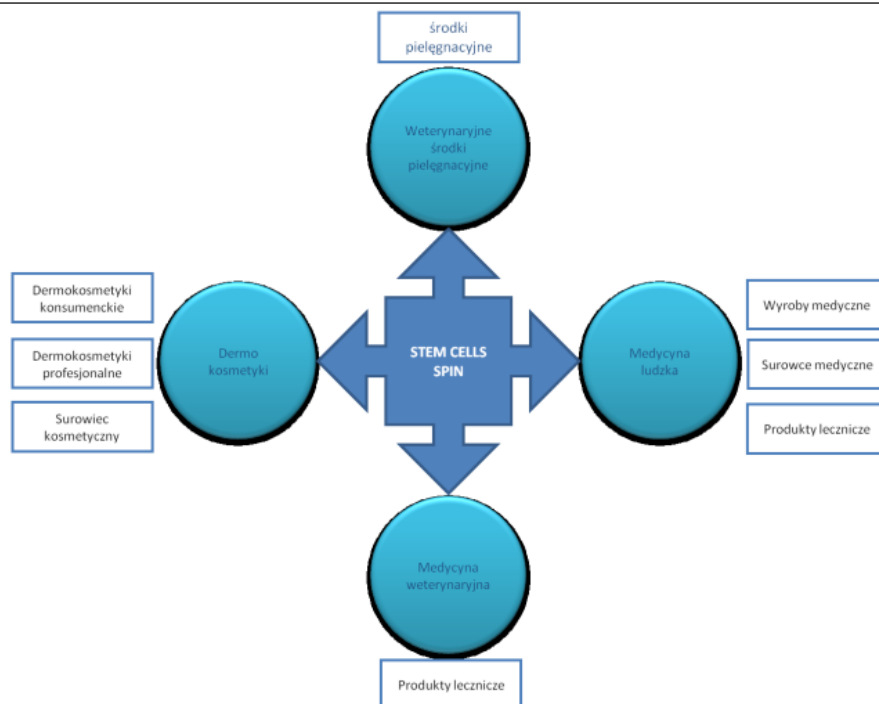 środki
pielęgnacyjne
Weterynaryjne
środki
pielęgnacyjne
Dermokosmetyki
konsumenckie
Dermokosmetyki
profesjonalne
Surowiec
kosmetyczny
Dermo
kosmetyki
STEM CELLS
SPIN
Medycyna
ludzka
Wyroby medyczne
Surowce medyczne
Produkty lecznicze
Medycyna
weterynaryjna
Produkty lecznicze